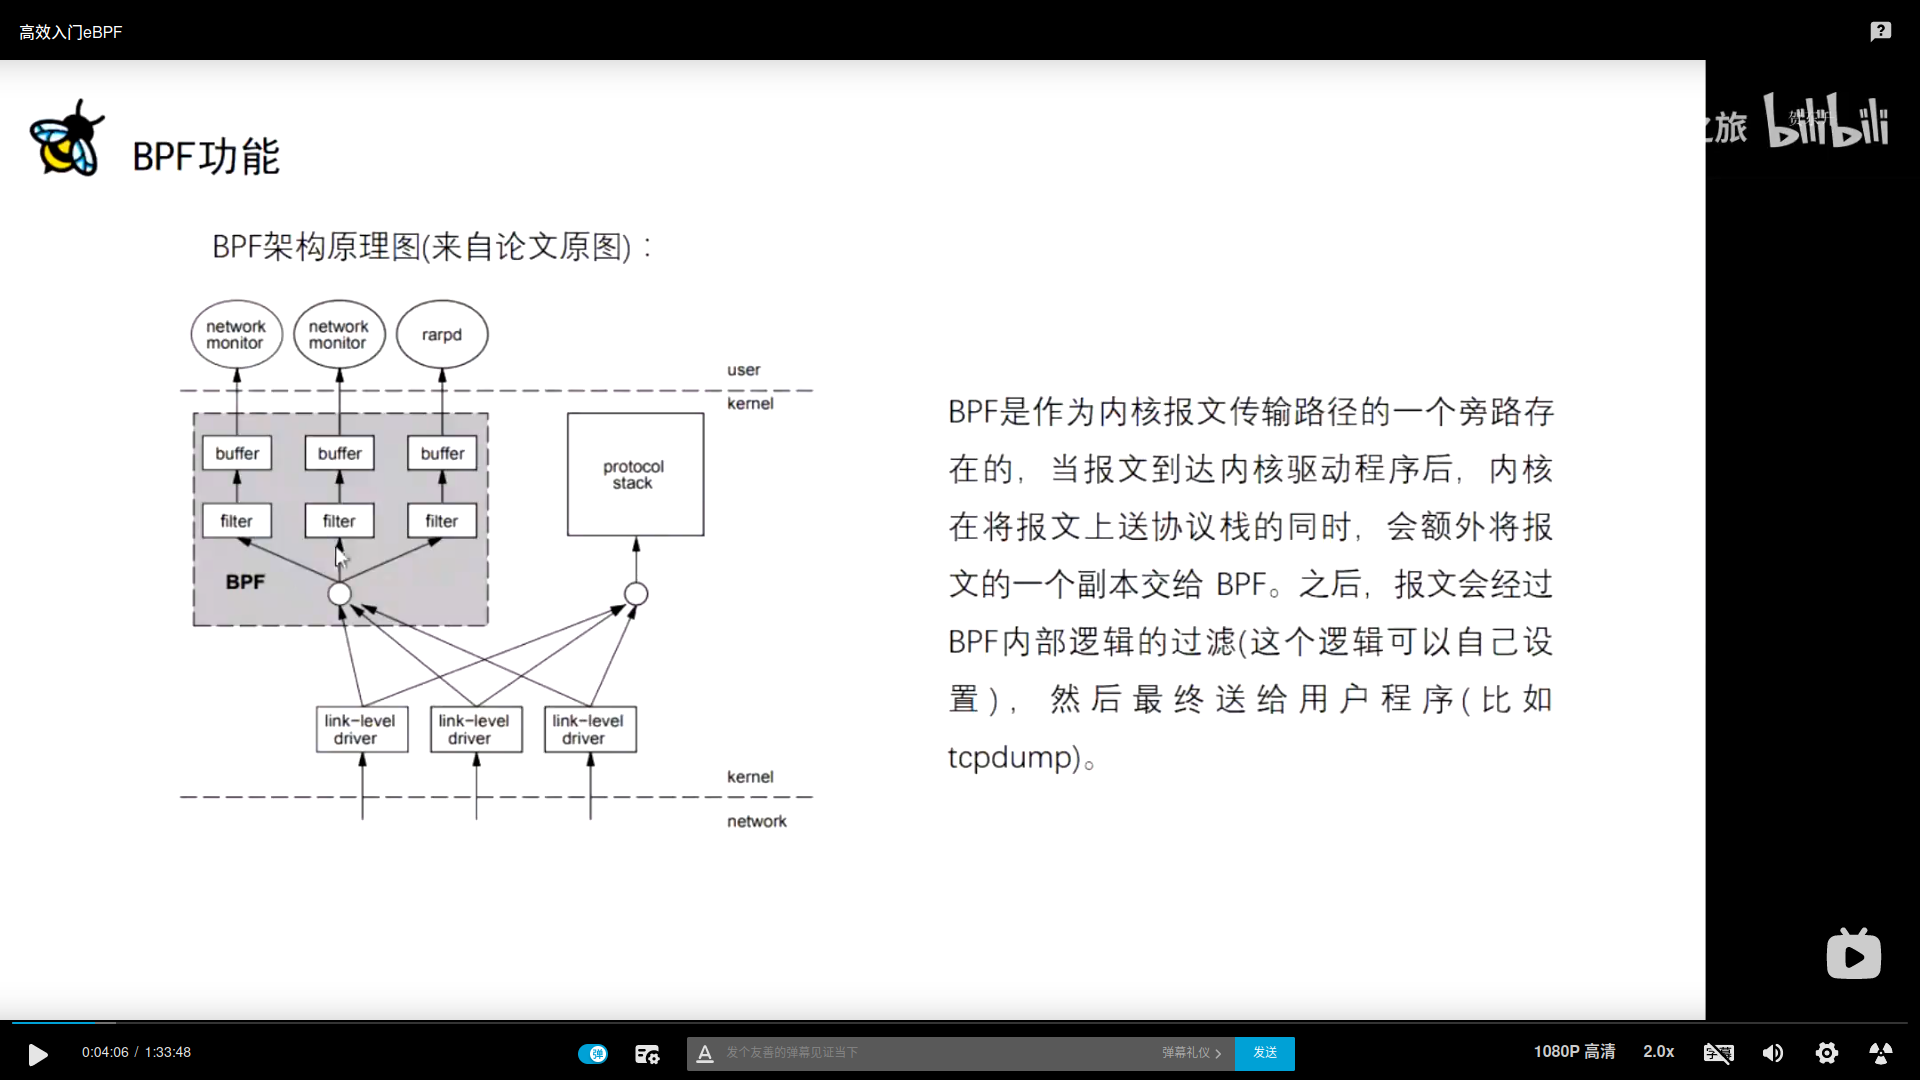 高效入门eBPF
旅 bilibili
BPF功能
BPF架构原理图(来自论文原图)：
network monitor
network monitor
rarpd
user
kernel
buffer
buffer
buffer
protocol stack
filter
filter
filter
BPF
link-level driver
link-level driver
link-level driver
kernel
network
BPF是作为内核报文传输路径的一个旁路存
在的，当报文到达内核驱动程序后，内核
在将报文上送协议栈的同时，会额外将报
文的一个副本交给 BPF。之后，报文会经过
BPF内部逻辑的过滤(这个逻辑可以自己设
置)，然后最终送给用户程序(比如
tcpdump)。
0:04:06 / 1:33:48
弹
发个友善的弹幕见证当下
弹幕礼仪
发送
1080P 高清
2.0x
字幕